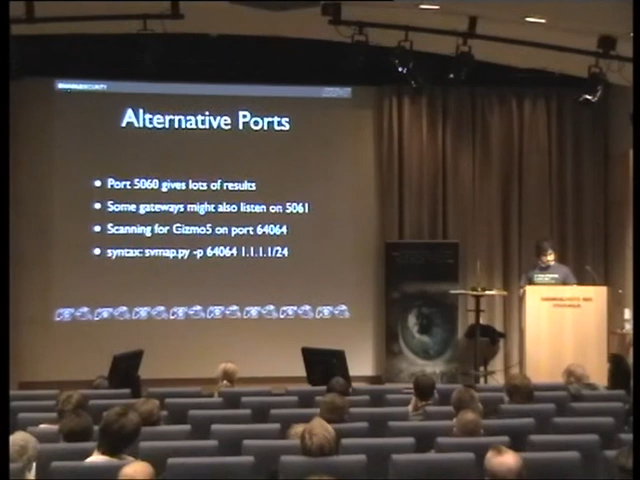 ENABLESECURITY
Alternative Ports
Port 5060 gives lots of results
Some gateways might also listen on 5061
Scanning for Gizmo5 on port 64064
syntax: svmap.py -p 64064 1.1.1.1/24